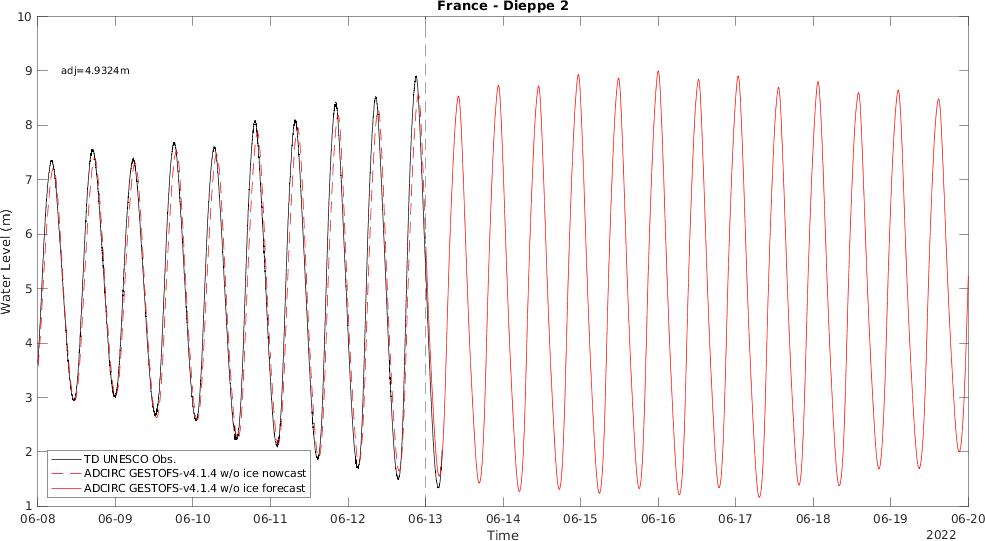 France - Dieppe 2
adj=4.9324m
10
9
8
7
6
5
4
3
2
1
Water Level (m)
TD UNESCO Obs.
ADCIRC GESTOFS-v4.1.4 w/o ice nowcast
ADCIRC GESTOFS-v4.1.4 w/o ice forecast
06-08 06-09 06-10 06-11 06-12 06-13 06-14 06-15 06-16 06-17 06-18 06-19 06-20
Time
2022